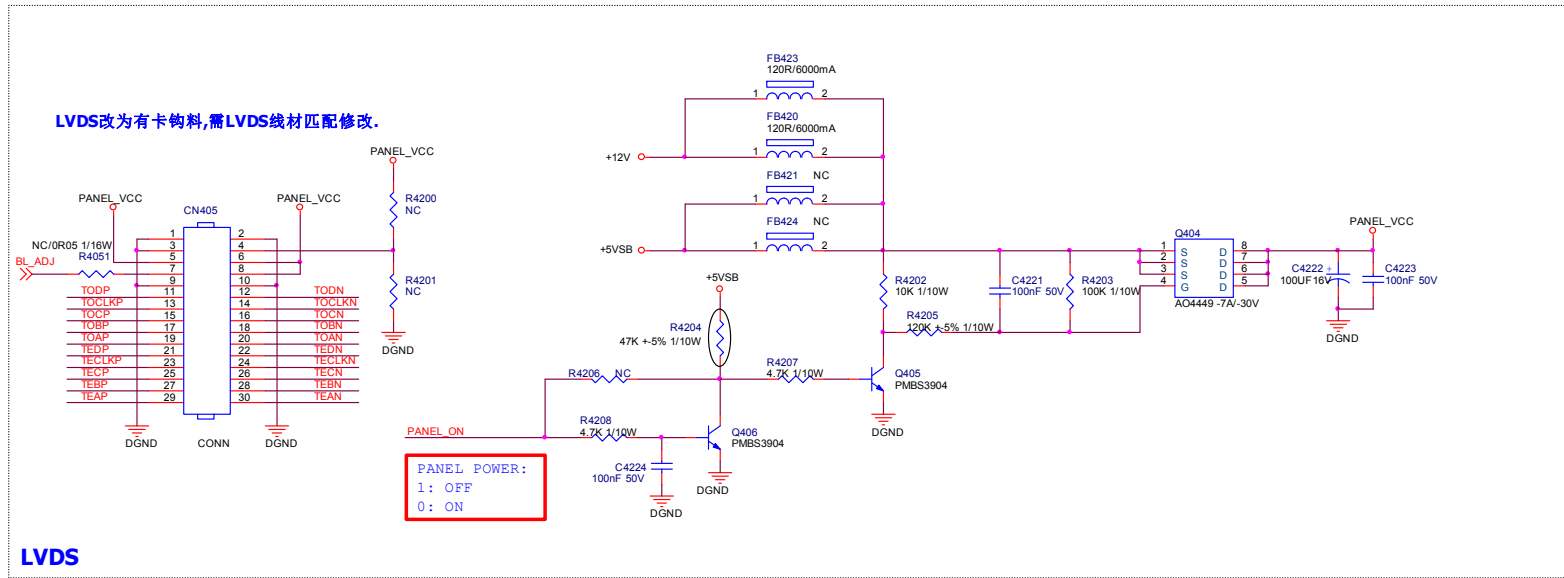 LVDS改为有卡钩料,需LVDS线材匹配修改.
PANEL_VCC
R4200
NC
R4201
NC
DGND
PANEL_VCC
PANEL_VCC
CN405
NC/0R05 1/16W
R4051
BL_ADJ
1 2
3 4
5 6
7 8
9 10
TODP 11 12 TODN
TOCLKP 13 14 TOCLKN
TOCP 15 16 TOCN
TOBP 17 18 TOBN
TOAP 19 20 TOAN
TEDP 21 22 TEDN
TECLKP 23 24 TECLKN
TECP 25 26 TECN
TEBP 27 28 TEBN
TEAP 29 30 TEAN
DGND
CONN
DGND
FB423
120R/6000mA
1 2
FB420
120R/6000mA
+12V
1 2
FB421 NC
1 2
FB424 NC
+5VSB
1 2
+5VSB
R4204
47K +-5% 1/10W
R4206 NC
R4207
4.7K 1/10W
R4208
4.7K 1/10W
PANEL_ON
Q406
PMBS3904
C4224
100nF 50V
DGND
DGND
PANEL POWER:
1: OFF
0: ON
R4202
10K 1/10W
R4205
120K +-5% 1/10W
Q405
PMBS3904
DGND
C4221
100nF 50V
R4203
100K 1/10W
Q404
1 S D 8
2 S D 7
3 S D 6
4 G D 5
AO4449 -7A/-30V
PANEL_VCC
C4222 +
100UF16V
C4223
100nF 50V
DGND
LVDS